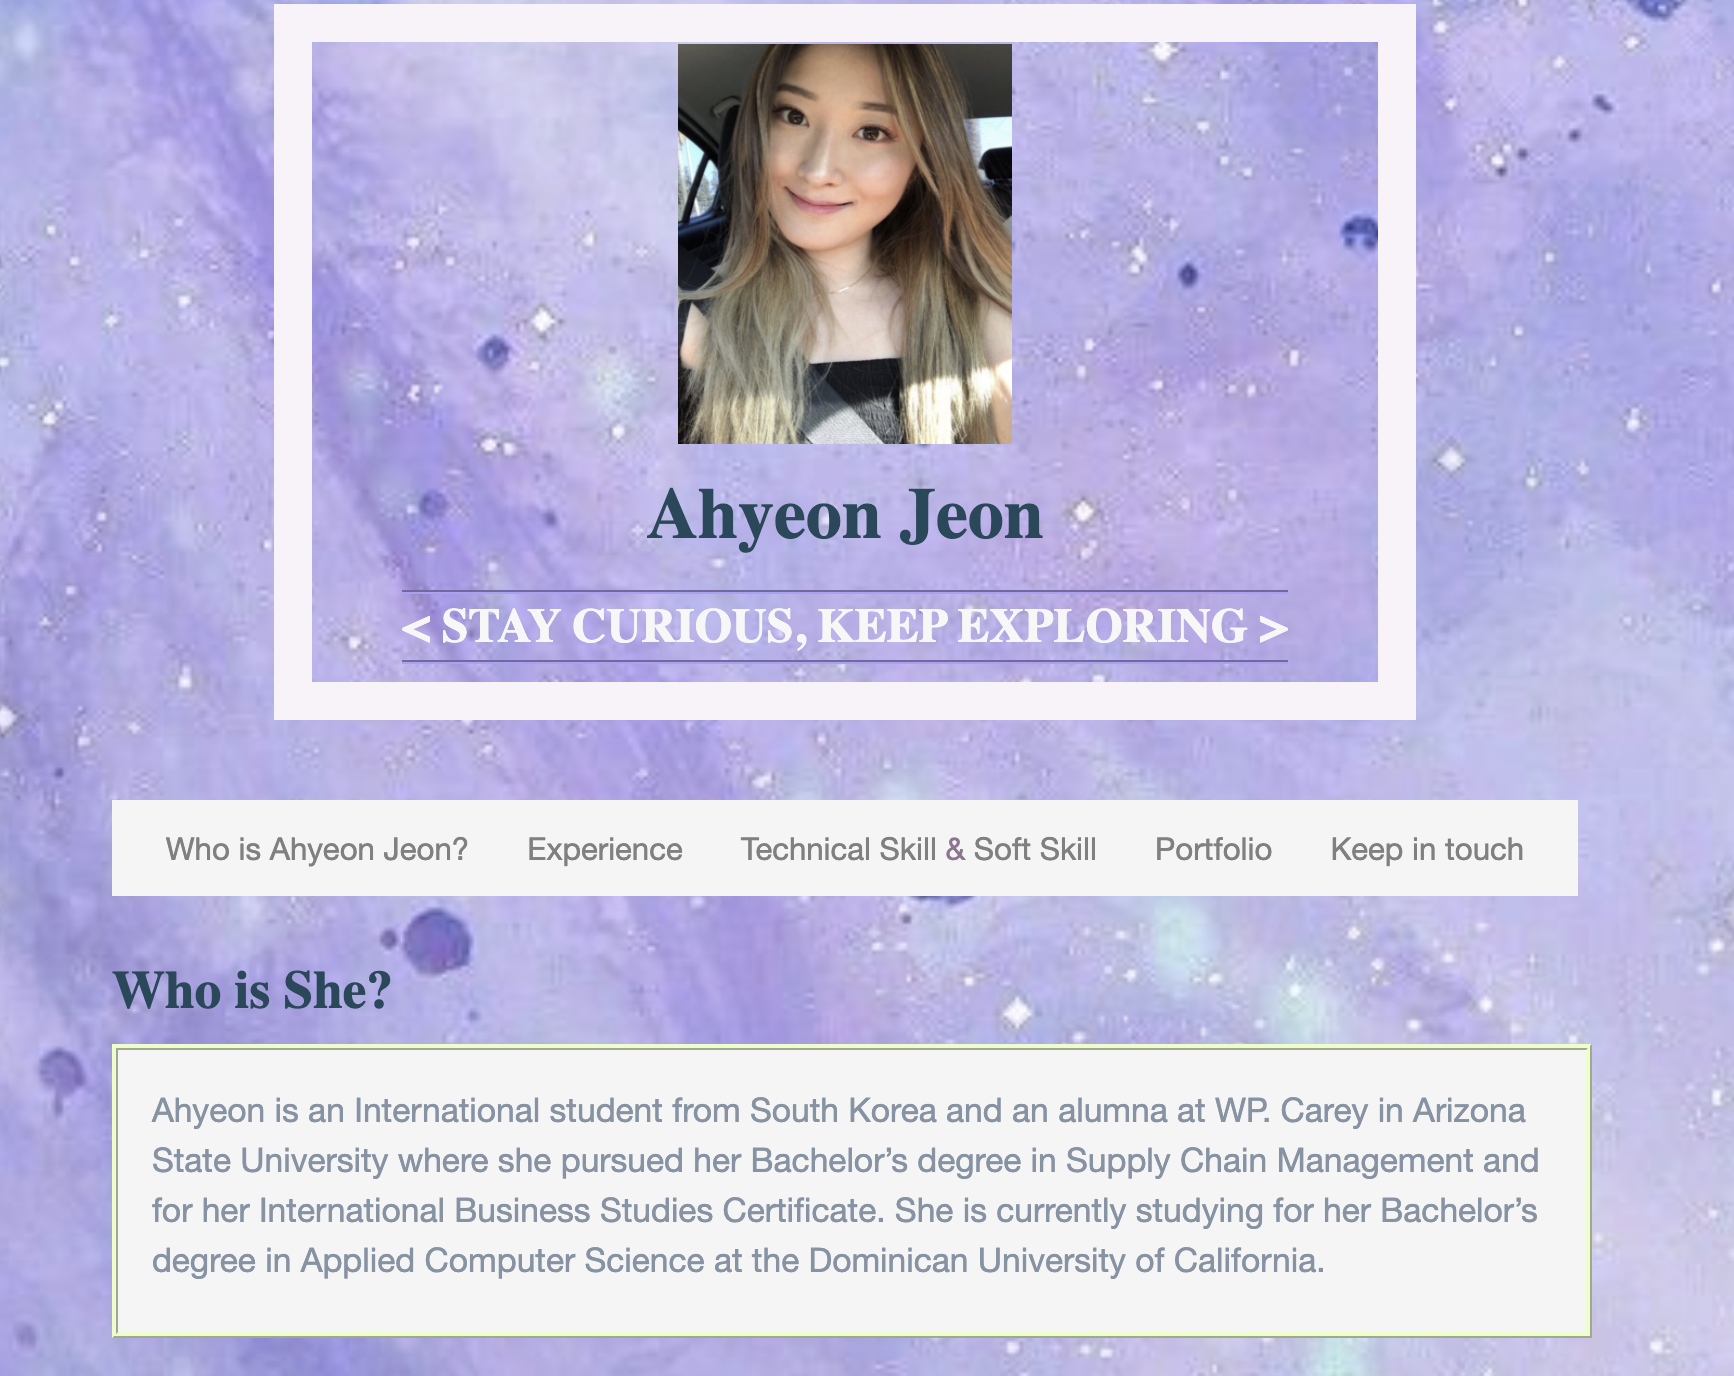 Ahyeon Jeon
< STAY CURIOUS, KEEP EXPLORING >
Who is Ahyeon Jeon? Experience Technical Skill & Soft Skill Portfolio Keep in touch
Who is She?
Ahyeon is an International student from South Korea and an alumna at WP. Carey in Arizona
State University where she pursued her Bachelor’s degree in Supply Chain Management and
for her International Business Studies Certificate. She is currently studying for her Bachelor’s
degree in Applied Computer Science at the Dominican University of California.